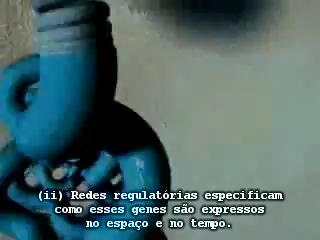 (ii) Redes regulatórias especificam
como esses genes são expressos
no espaço e no tempo.